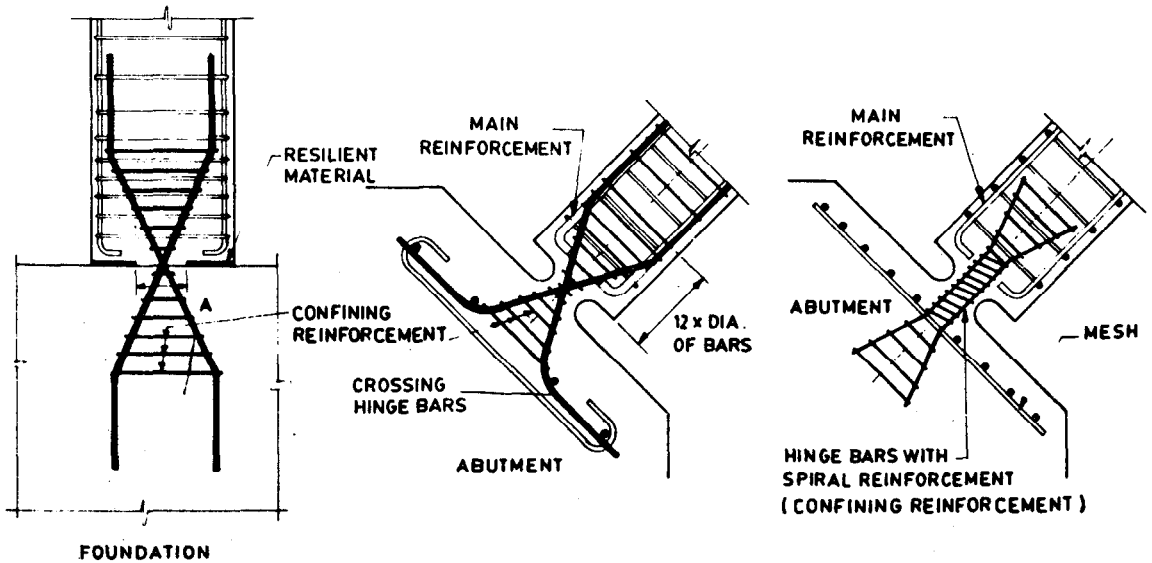 RESILIENT
MATERIAL
A
CONFINING
REINFORCEMENT
FOUNDATION
MAIN
REINFORCEMENT
12 x DIA.
OF BARS
CROSSING
HINGE BARS
ABUTMENT
MAIN
REINFORCEMENT
ABUTMENT
MESH
HINGE BARS WITH
SPIRAL REINFORCEMENT
( CONFINING REINFORCEMENT )